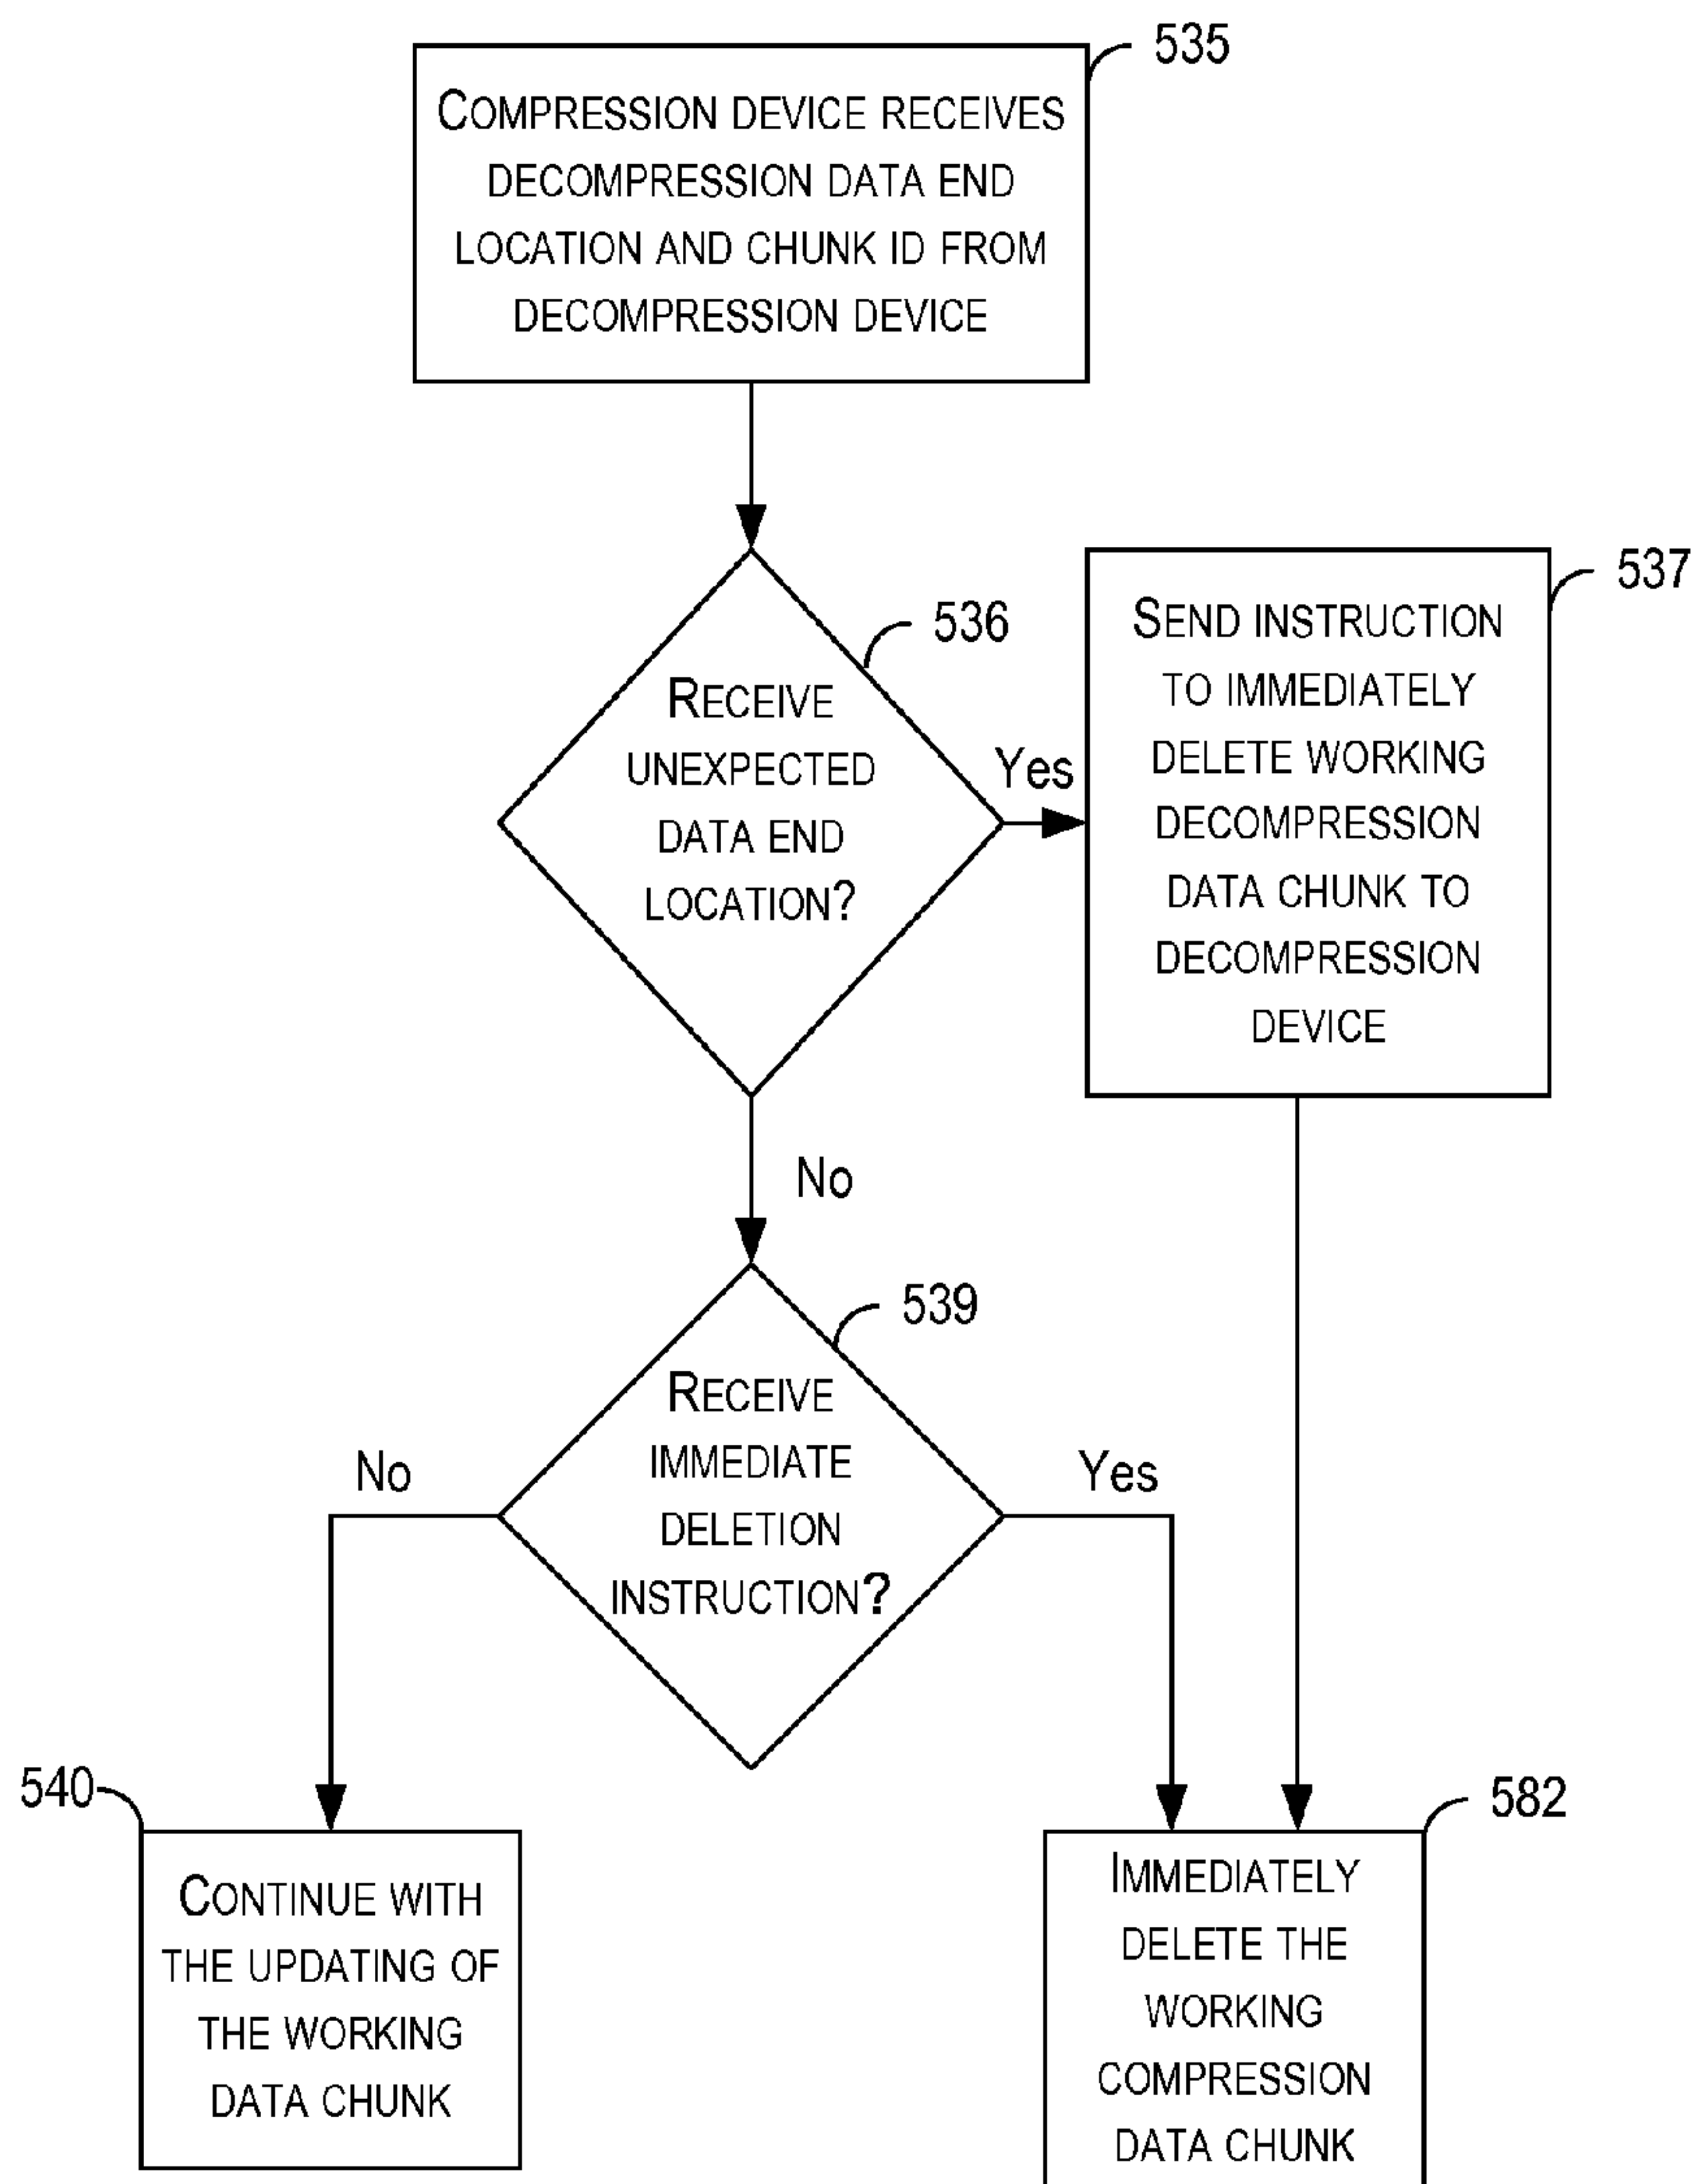 535
COMPRESSION DEVICE RECEIVES
DECOMPRESSION DATA END
LOCATION AND CHUNK ID FROM
DECOMPRESSION DEVICE
536
RECEIVE
UNEXPECTED
DATA END
LOCATION?
Yes
537
SEND INSTRUCTION
TO IMMEDIATELY
DELETE WORKING
DECOMPRESSION
DATA CHUNK TO
DECOMPRESSION
DEVICE
No
539
RECEIVE
IMMEDIATE
DELETION
INSTRUCTION?
No
Yes
540
CONTINUE WITH
THE UPDATING OF
THE WORKING
DATA CHUNK
582
IMMEDIATELY
DELETE THE
WORKING
COMPRESSION
DATA CHUNK